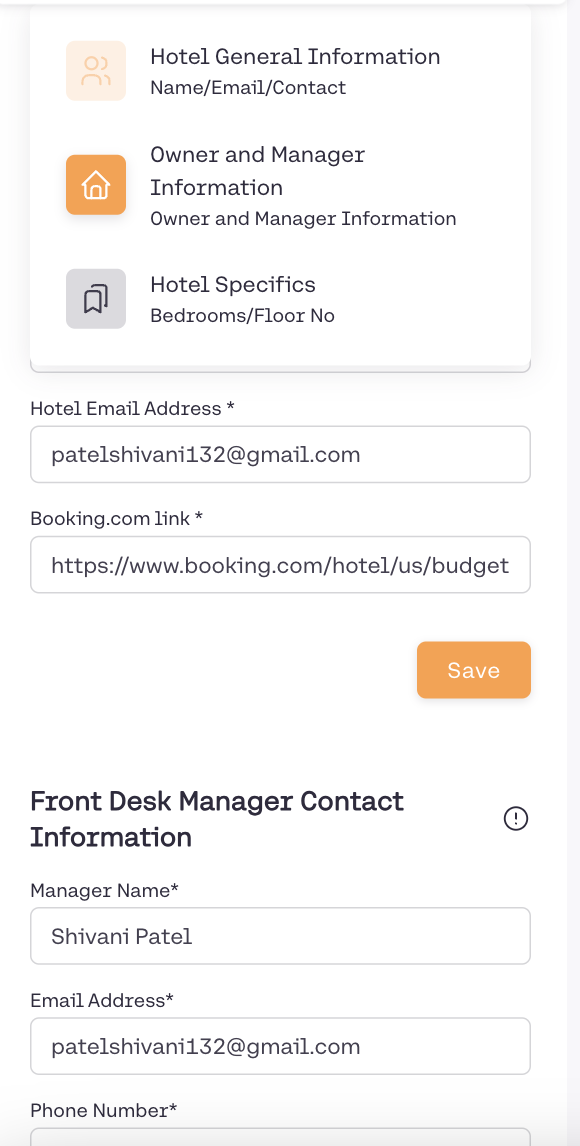 Hotel General Information
Name/Email/Contact
Owner and Manager
Information
Owner and Manager Information
Hotel Specifics
Bedrooms/Floor No
Hotel Email Address *
patelshivani132@gmail.com
Booking.com link *
https://www.booking.com/hotel/us/budget
Save
Front Desk Manager Contact
Information
Manager Name*
Shivani Patel
Email Address*
patelshivani132@gmail.com
Phone Number*